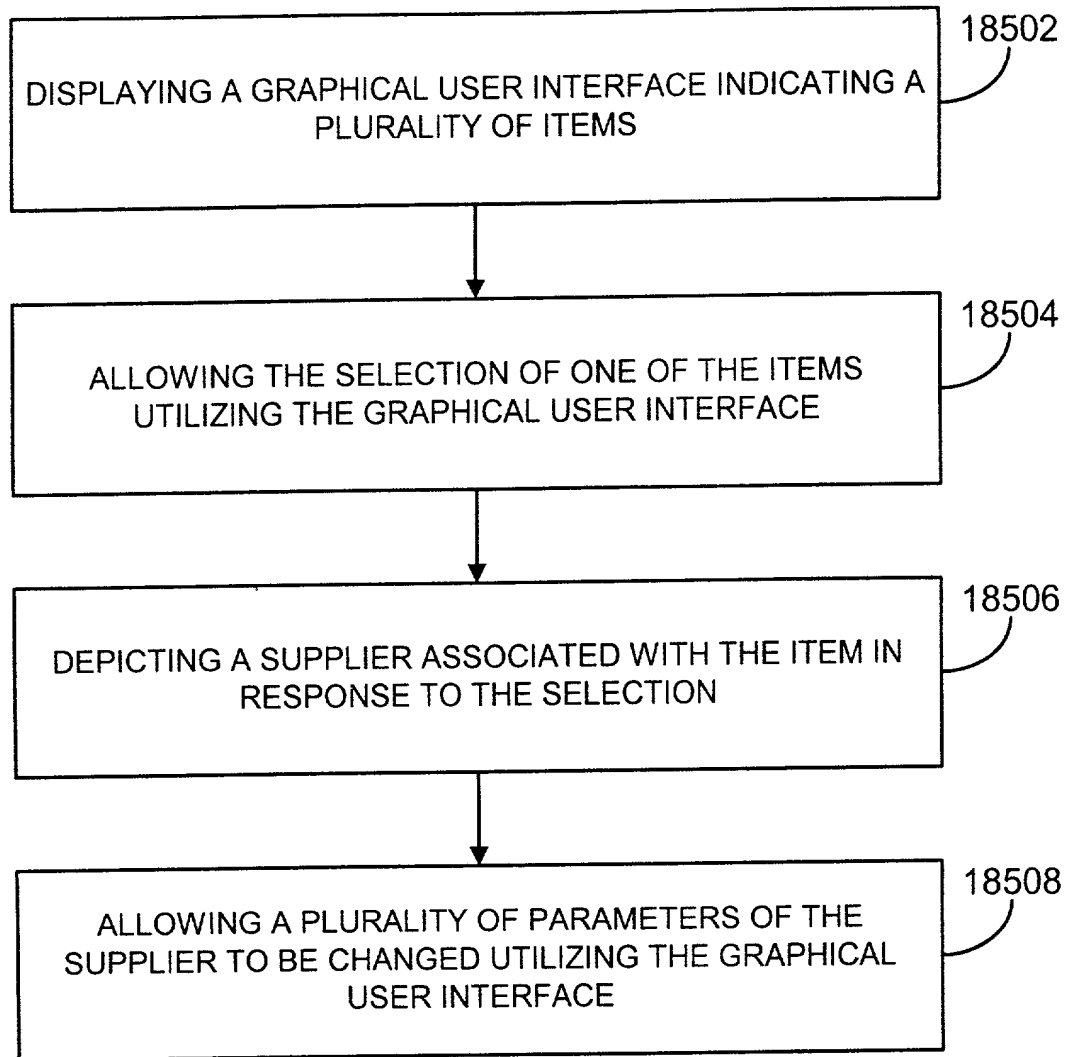 18502
DISPLAYING A GRAPHICAL USER INTERFACE INDICATING A
PLURALITY OF ITEMS
18504
ALLOWING THE SELECTION OF ONE OF THE ITEMS
UTILIZING THE GRAPHICAL USER INTERFACE
18506
DEPICTING A SUPPLIER ASSOCIATED WITH THE ITEM IN
RESPONSE TO THE SELECTION
18508
ALLOWING A PLURALITY OF PARAMETERS OF THE
SUPPLIER TO BE CHANGED UTILIZING THE GRAPHICAL
USER INTERFACE